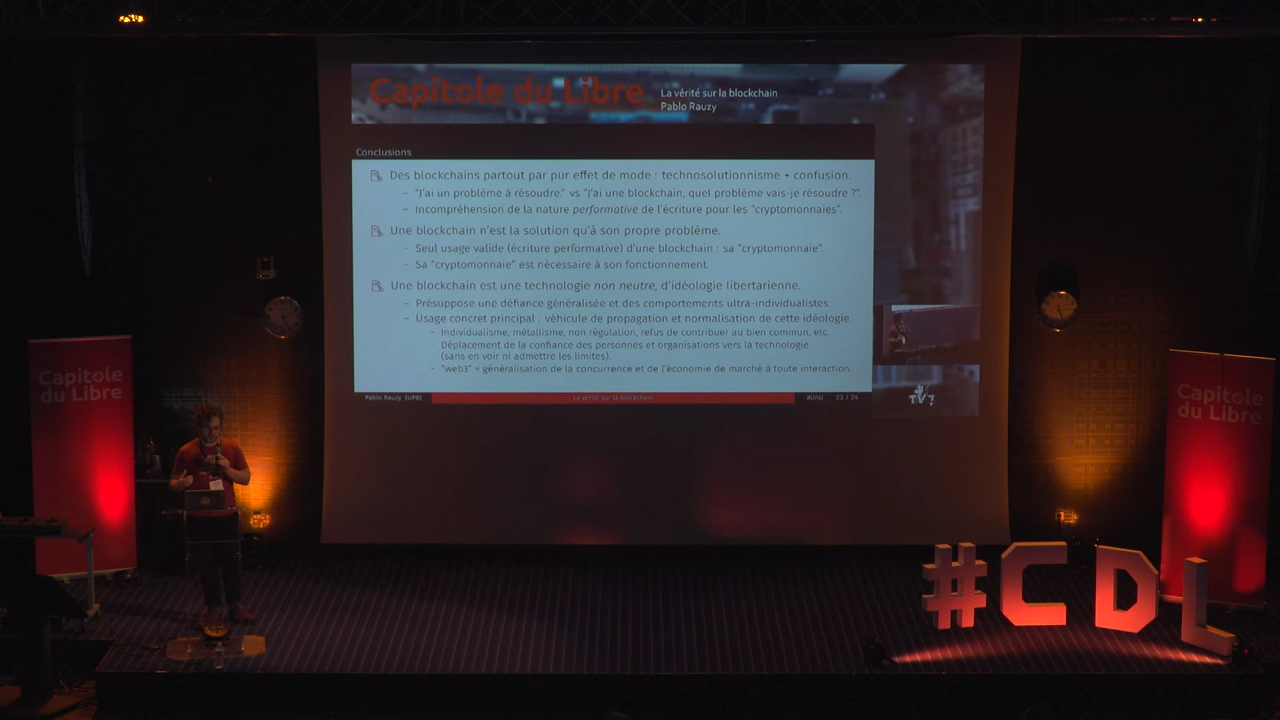 Capitole du Libre
La vérité sur la blockchain
Pablo Rauzy
Conclusions
Des blockchains partout par pur effet de mode : technosolutionnisme + confusion.
– "J'ai un problème à résoudre." vs "J'ai une blockchain, quel problème vais-je résoudre ?".
– Incompréhension de la nature performative de l'écriture pour les "cryptomonnaies".
Une blockchain n'est la solution qu'à son propre problème.
– Seul usage valide (écriture performative) d'une blockchain : sa "cryptomonnaie".
– Sa "cryptomonnaie" est nécessaire à son fonctionnement.
Une blockchain est une technologie non neutre, d'idéologie libertarienne.
– Présuppose une défiance généralisée et des comportements ultra-individualistes.
– Usage concret principal : véhicule de propagation et normalisation de cette idéologie.
- Individualisme, métallisme, non régulation, refus de contribuer au bien commun, etc.
- Déplacement de la confiance des personnes et organisations vers la technologie
(sans en voir ni admettre les limites).
- "web3" = généralisation de la concurrence et de l'économie de marché à toute interaction.
Pablo Rauzy (UP8)
La vérité sur la blockchain
23 / 24
Capitole
du Libre
Capitole
du Libre
#CDL